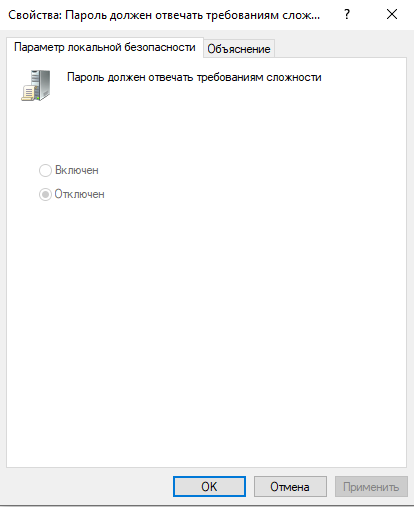 Свойства: Пароль должен отвечать требованиям слож...
?
Параметр локальной безопасности
Объяснение
Пароль должен отвечать требованиям сложности
Включен
Отключен
OK
Отмена
Применить